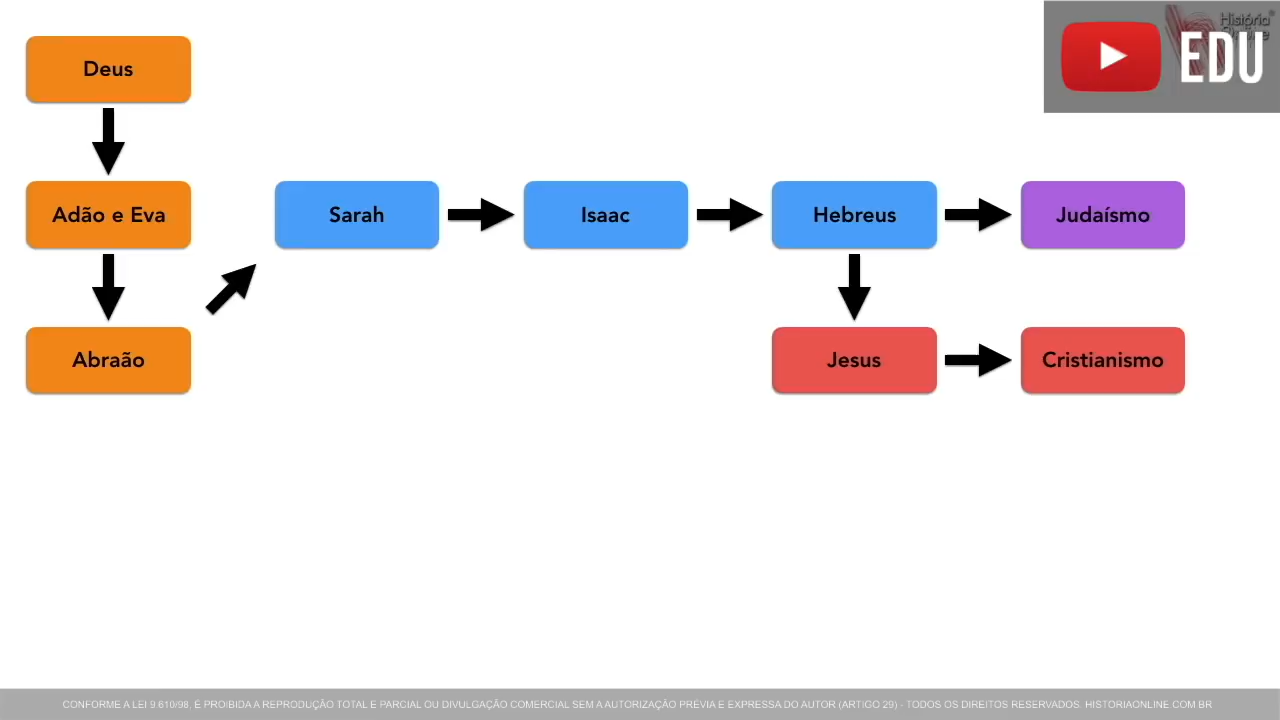 História
Online
EDU
Deus
Adão e Eva
Sarah
Isaac
Hebreus
Judaísmo
Abraão
Jesus
Cristianismo
CONFORME A LEI 9.610/98, É PROIBIDA A REPRODUÇÃO TOTAL E PARCIAL OU DIVULGAÇÃO COMERCIAL SEM A AUTORIZAÇÃO PRÉVIA E EXPRESSA DO AUTOR (ARTIGO 29) - TODOS OS DIREITOS RESERVADOS. HISTORIAONLINE.COM.BR